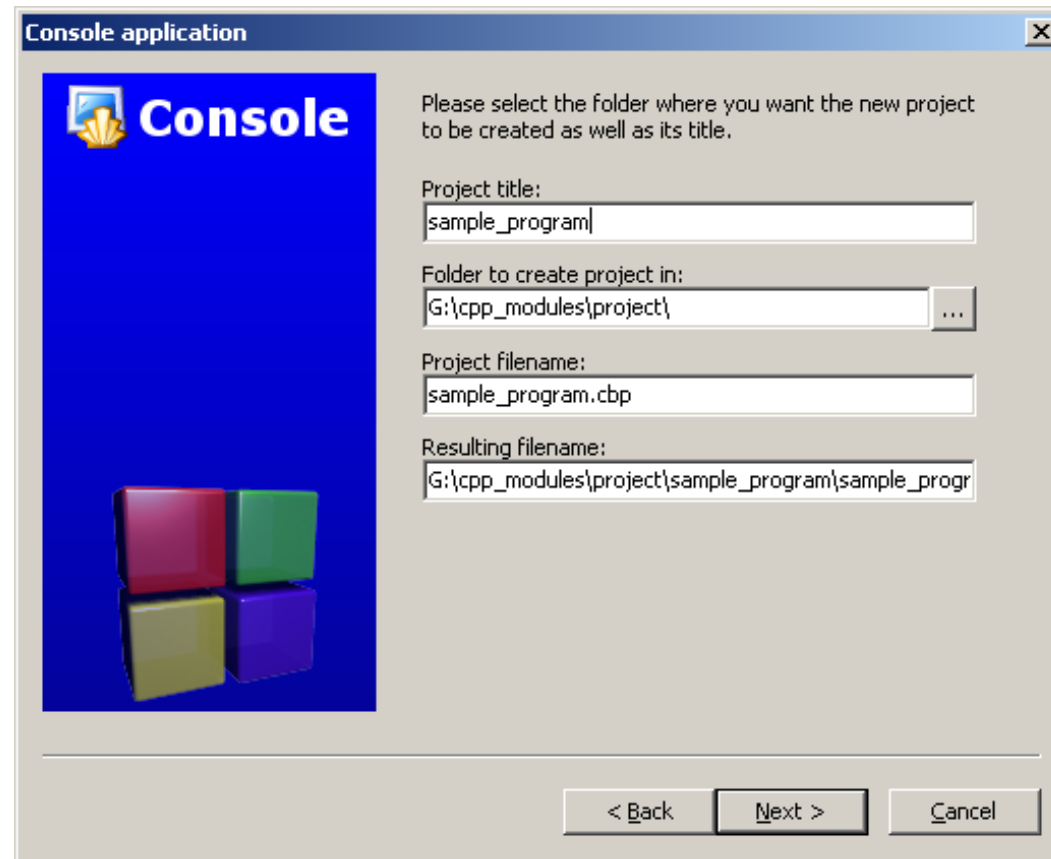 Console application
Console
Please select the folder where you want the new project
to be created as well as its title.
Project title:
sample_program
Folder to create project in:
G:\cpp_modules\project\
...
Project filename:
sample_program.cbp
Resulting filename:
G:\cpp_modules\project\sample_program\sample_progr
< Back
Next >
Cancel